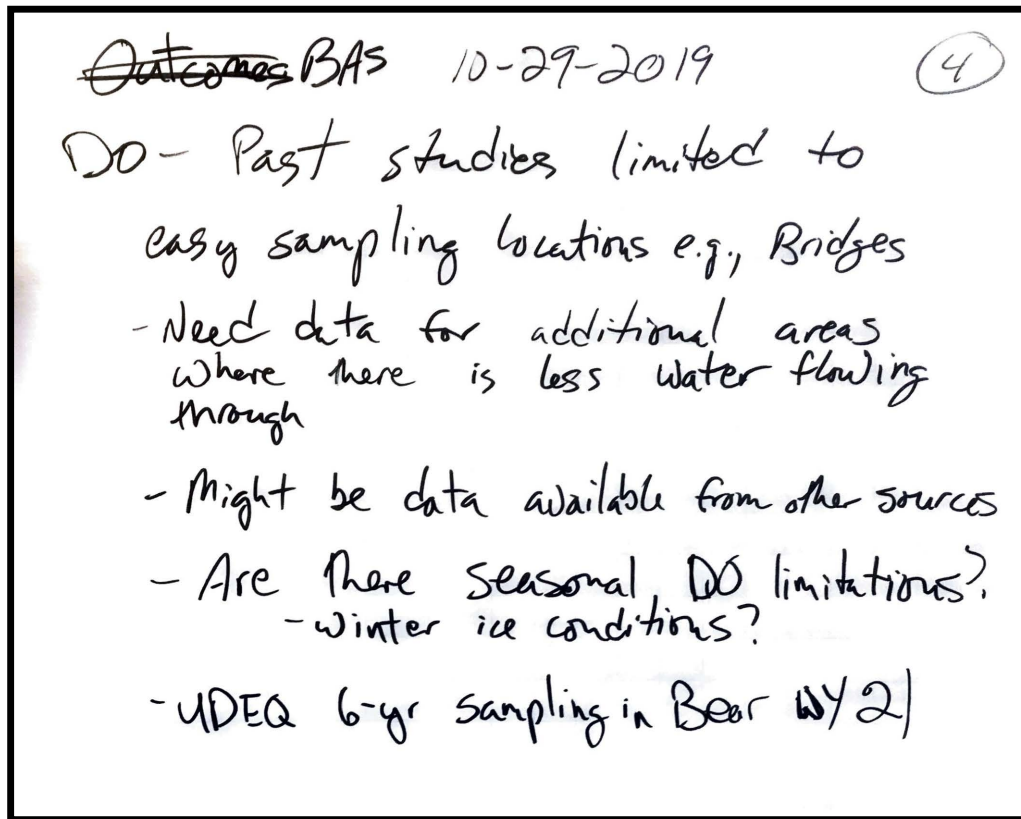 Outcomes BAS 10-29-2019 4
DO - Past studies limited to
easy sampling locations e.g., Bridges
- Need data for additional areas
where there is less water flowing
through
- Might be data available from other sources
- Are there seasonal DO limitations?
- winter ice conditions?
- UDEQ 6-yr sampling in Bear WY 21